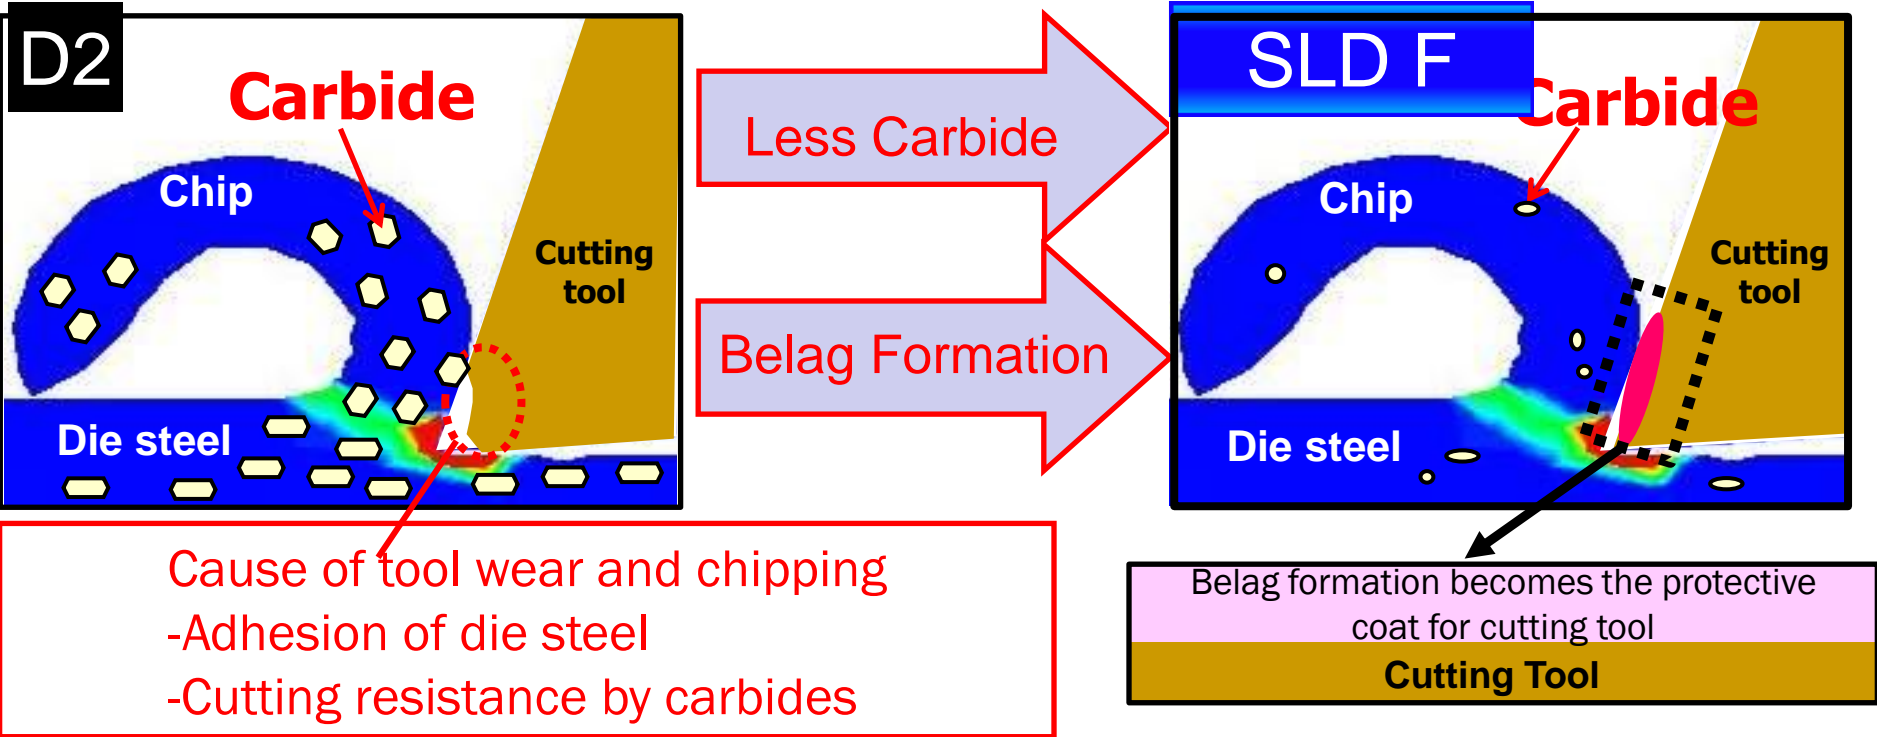 D2
Carbide
Chip
Cutting
tool
Die steel
Less Carbide
Belag Formation
SLD F
Carbide
Chip
Cutting
tool
Die steel
Cause of tool wear and chipping
-Adhesion of die steel
-Cutting resistance by carbides
Belag formation becomes the protective
coat for cutting tool
Cutting Tool